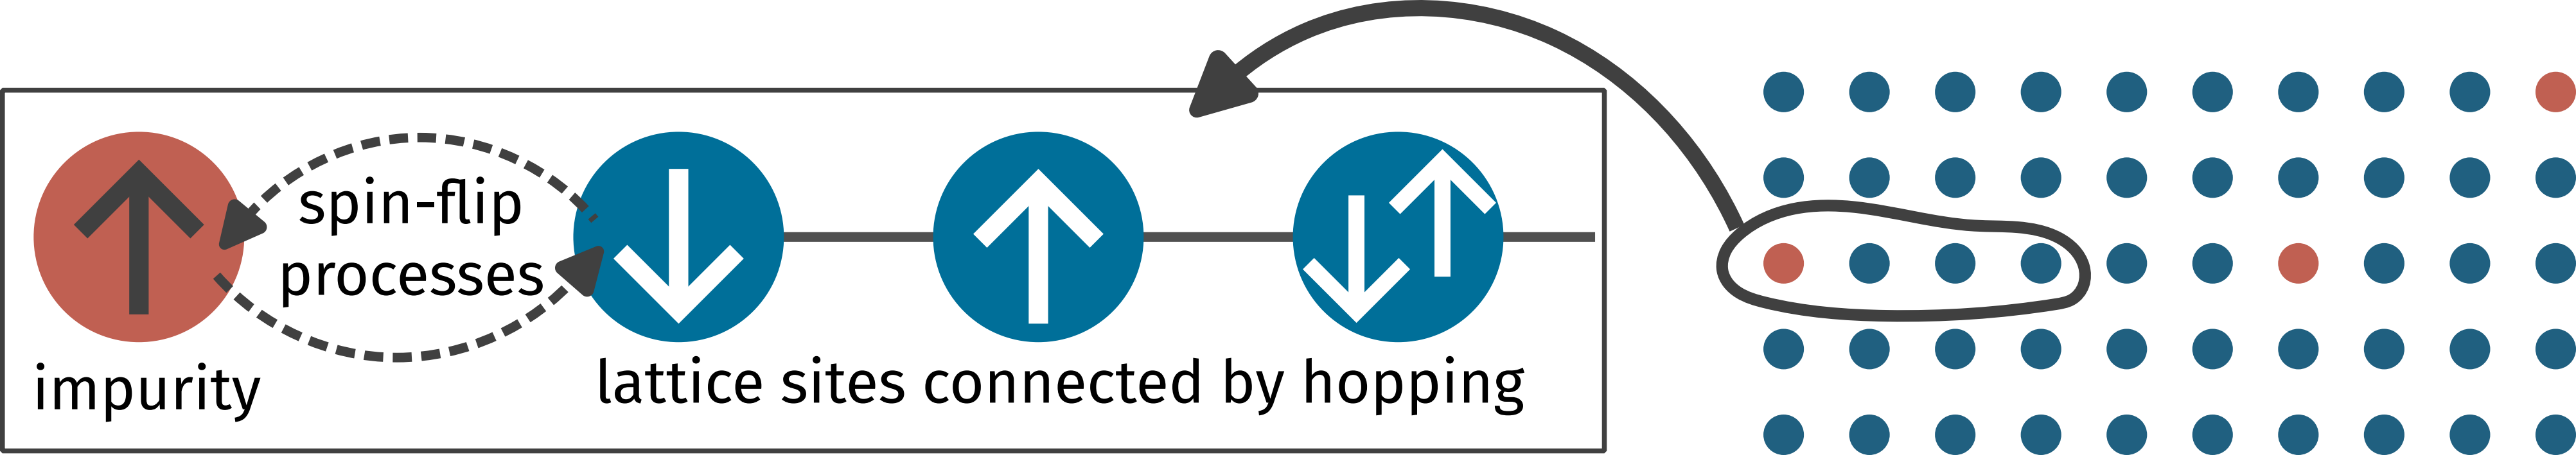 spin-flip
processes
impurity
lattice sites connected by hopping